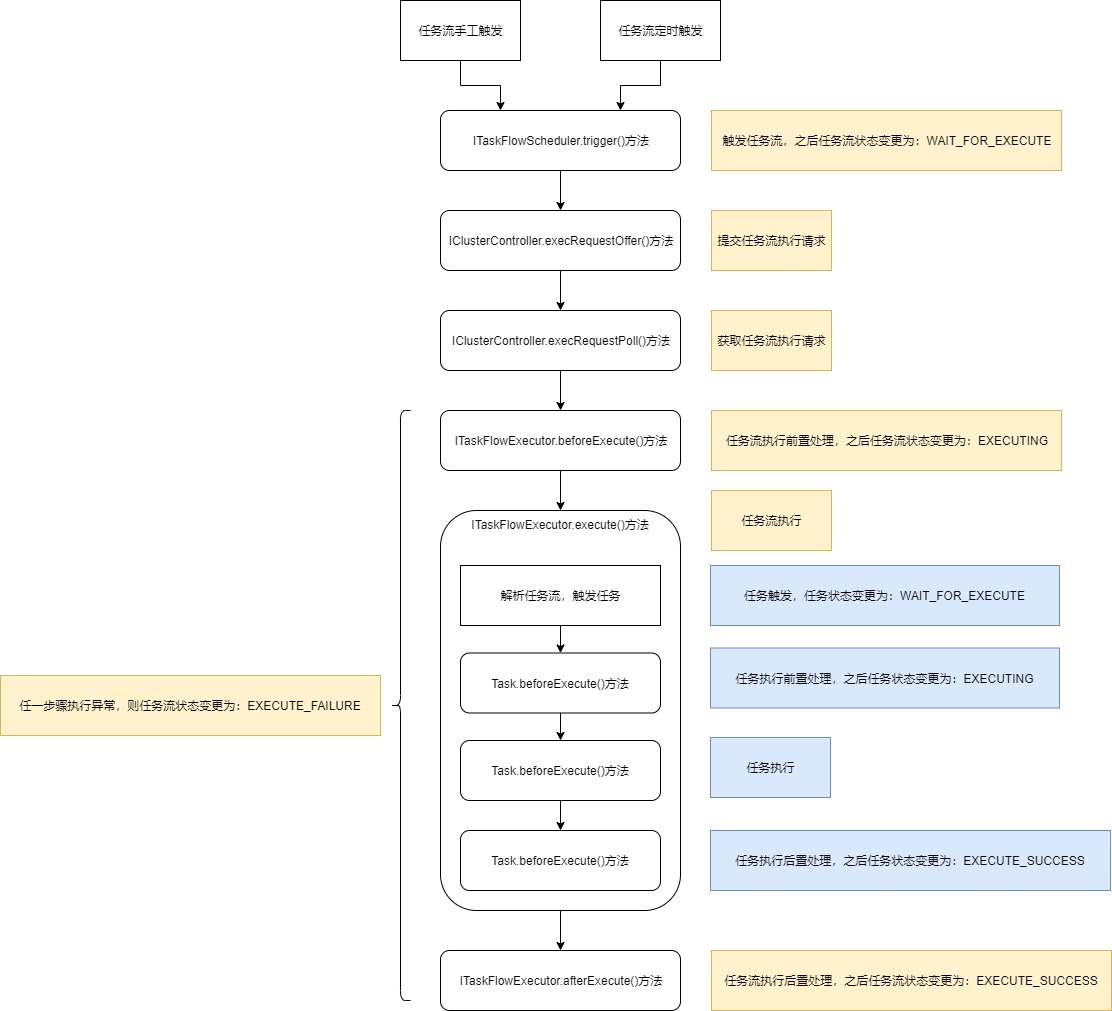 任务流手工触发
任务流定时触发
ITaskFlowScheduler.trigger()方法
触发任务流，之后任务流状态变更为：WAIT_FOR_EXECUTE
IClusterController.execRequestOffer()方法
提交任务流执行请求
IClusterController.execRequestPoll()方法
获取任务流执行请求
ITaskFlowExecutor.beforeExecute()方法
任务流执行前置处理，之后任务流状态变更为：EXECUTING
ITaskFlowExecutor.execute()方法
任务流执行
解析任务流，触发任务
任务触发，任务状态变更为：WAIT_FOR_EXECUTE
Task.beforeExecute()方法
任务执行前置处理，之后任务状态变更为：EXECUTING
任一步骤执行异常，则任务流状态变更为：EXECUTE_FAILURE
Task.beforeExecute()方法
任务执行
Task.beforeExecute()方法
任务执行后置处理，之后任务状态变更为：EXECUTE_SUCCESS
ITaskFlowExecutor.afterExecute()方法
任务流执行后置处理，之后任务流状态变更为：EXECUTE_SUCCESS